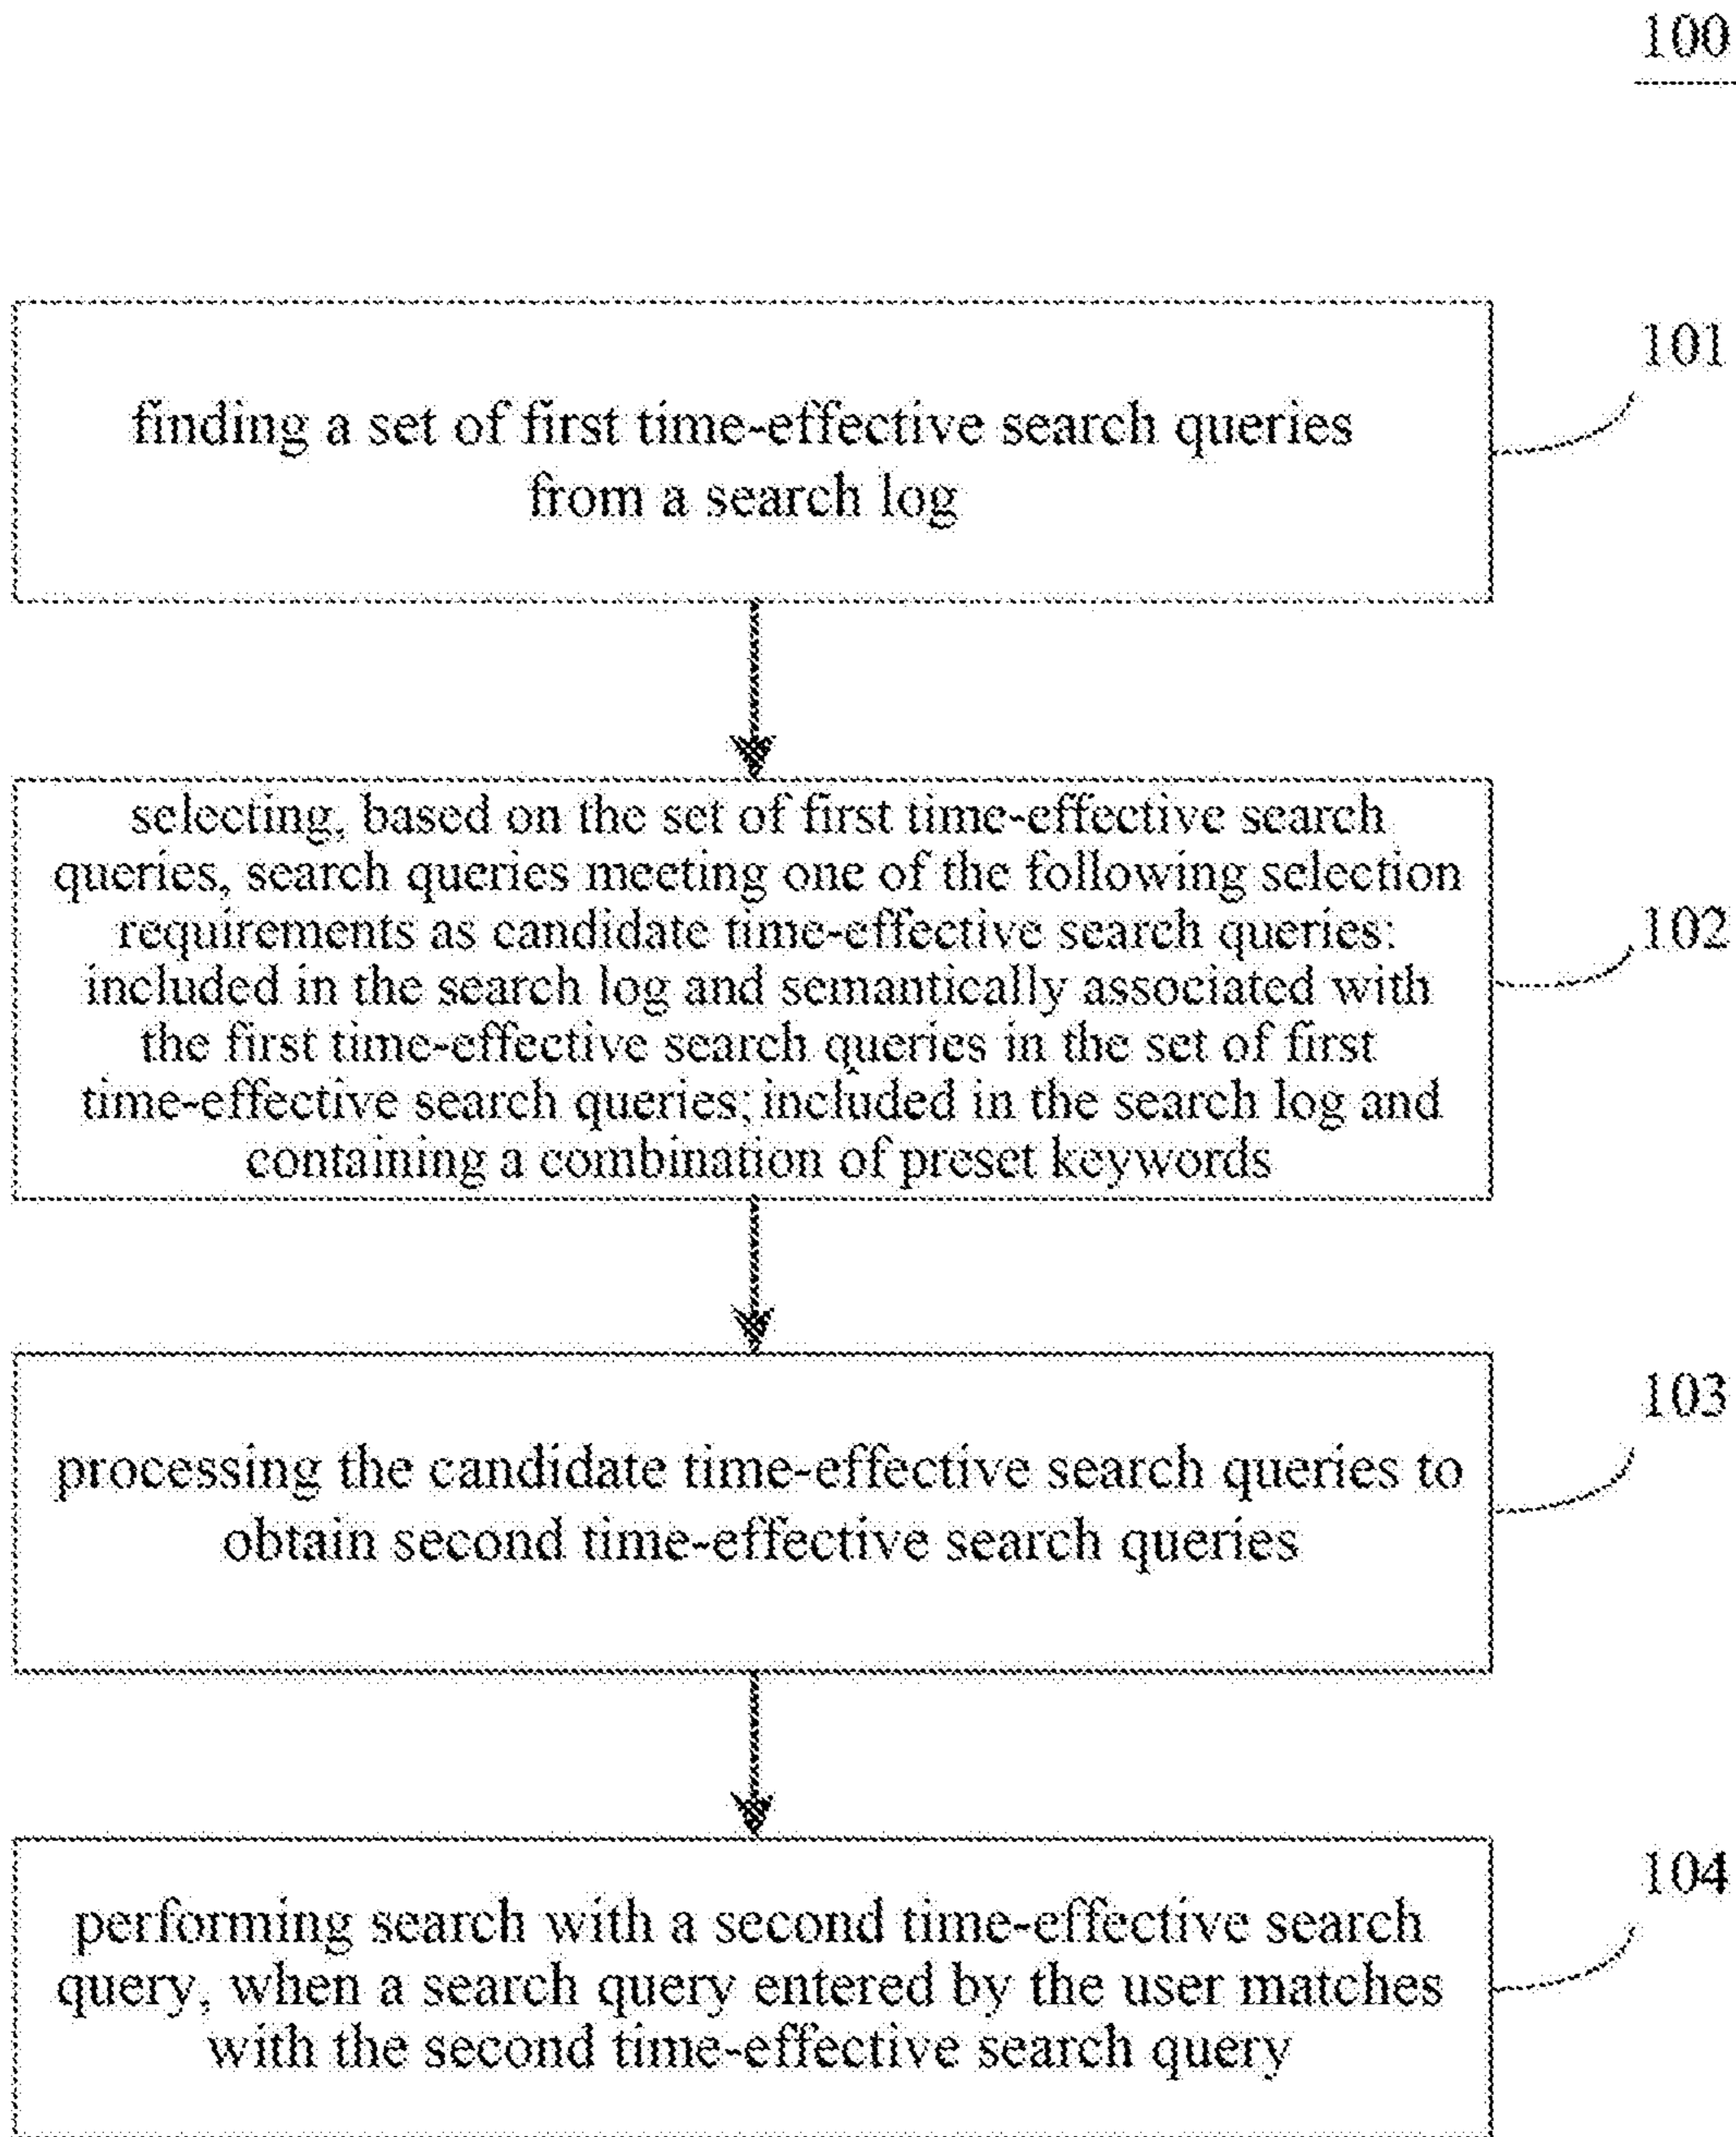 100
101
finding a set of first time-effective search queries
from a search log
selecting, based on the set of first time-effective search
queries, search queries meeting one of the following selection
requirements as candidate time-effective search queries:
included in the search log and semantically associated with
the first time-effective search queries in the set of first
time-effective search queries; included in the search log and
containing a combination of preset keywords
102
103
processing the candidate time-effective search queries to
obtain second time-effective search queries
104
performing search with a second time-effective search
query, when a search query entered by the user matches
with the second time-effective search query